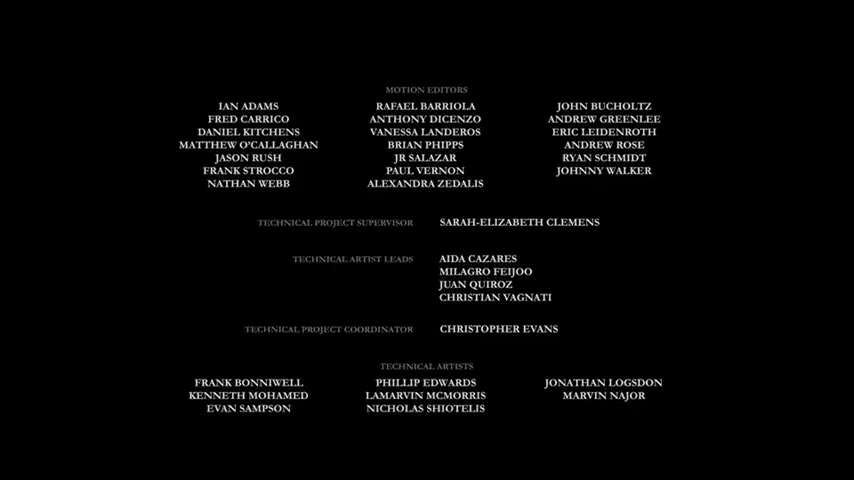 MOTION EDITORS
IAN ADAMS RAFAEL BARRIOLA JOHN BUCHOLTZ
FRED CARRICO ANTHONY DICENZO ANDREW GREENLEE
DANIEL KITCHENS VANESSA LANDEROS ERIC LEIDENROTH
MATTHEW O'CALLAGHAN BRIAN PHIPPS ANDREW ROSE
JASON RUSH JR SALAZAR RYAN SCHMIDT
FRANK STROCCO PAUL VERNON JOHNNY WALKER
NATHAN WEBB ALEXANDRA ZEDALIS
TECHNICAL PROJECT SUPERVISOR SARAH-ELIZABETH CLEMENS
TECHNICAL ARTIST LEADS AIDA CAZARES
MILAGRO FEIJOO
JUAN QUIROZ
CHRISTIAN VAGNATI
TECHNICAL PROJECT COORDINATOR CHRISTOPHER EVANS
TECHNICAL ARTISTS
FRANK BONNIWELL PHILLIP EDWARDS JONATHAN LOGSDON
KENNETH MOHAMED LAMARVIN MCMORRIS MARVIN NAJOR
EVAN SAMPSON NICHOLAS SHIOTELIS